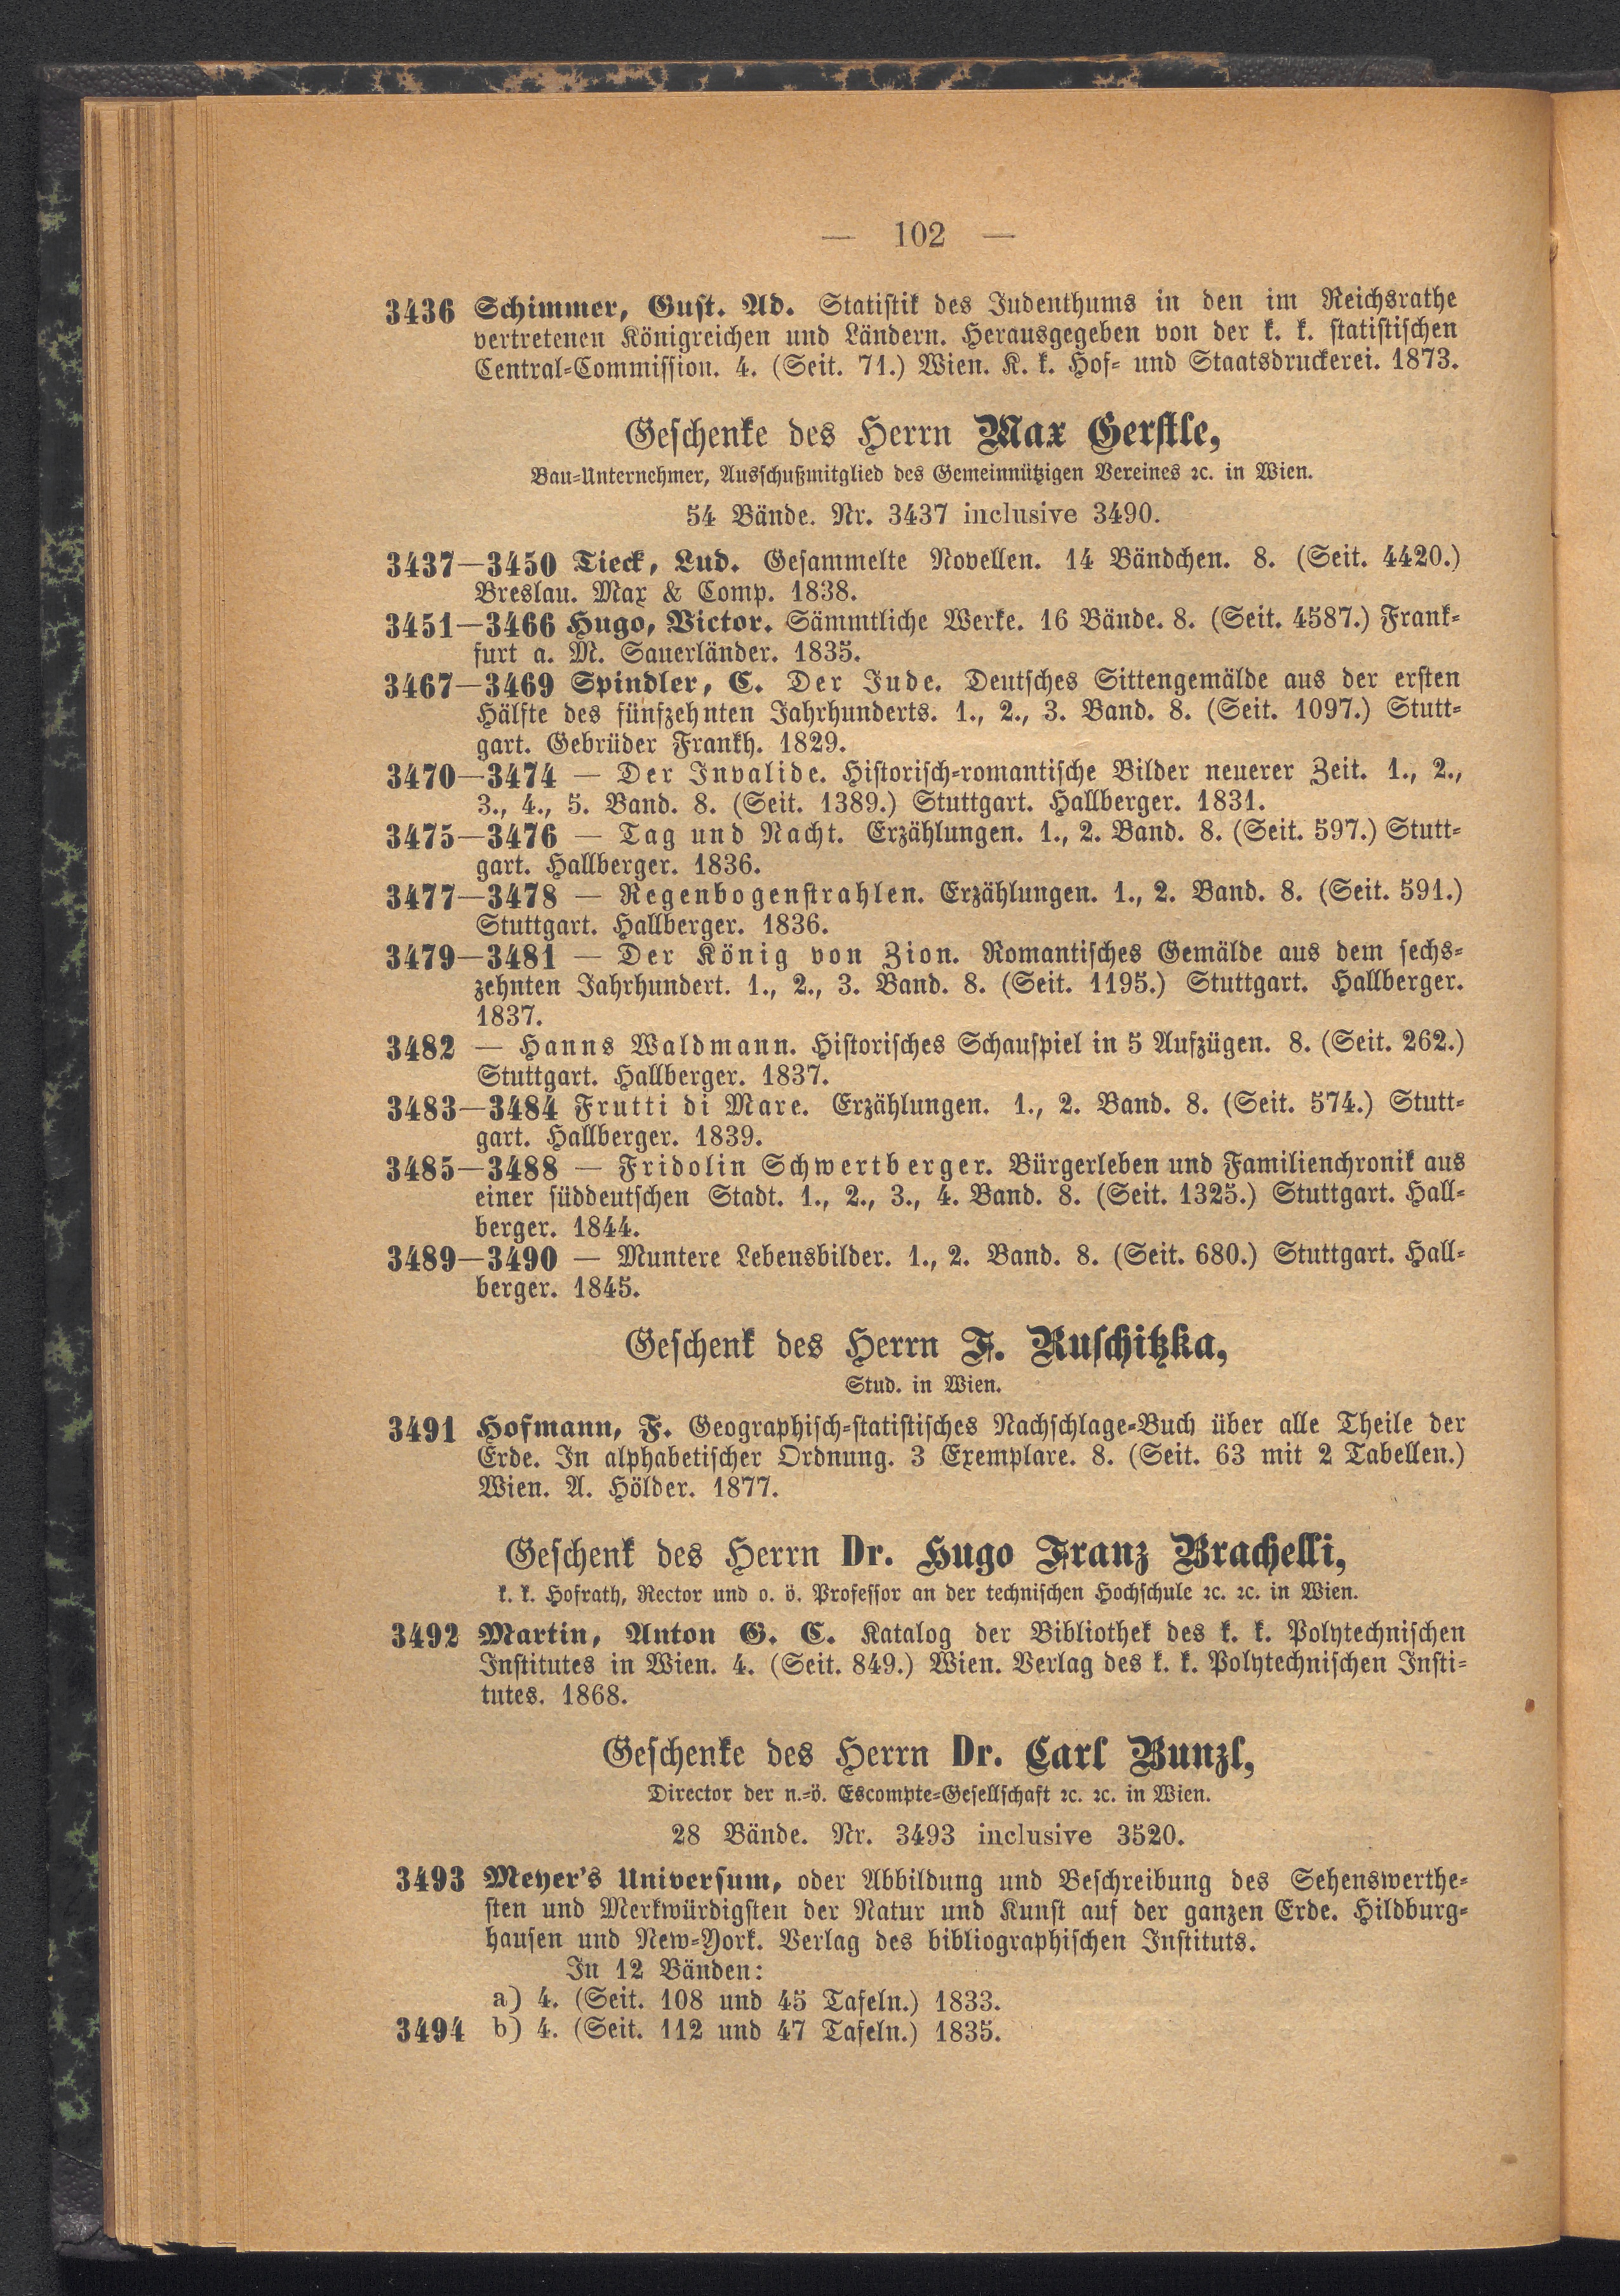 — 102 —
3436 Schimmer, Gust. Ad. Statistik des Judenthums in den im Reichsrathe
vertretenen Königreichen und Ländern. Herausgegeben von der k. k. statistischen
Central-Commission. 4. (Seit. 71.) Wien. K. k. Hof- und Staatsdruckerei. 1873.
Geschenke des Herrn Max Gerstle,
Bau-Unternehmer, Ausschußmitglied des Gemeinnützigen Vereines ꝛc. in Wien.
54 Bände. Nr. 3437 inclusive 3490.
3437—3450 Tieck, Lud. Gesammelte Novellen. 14 Bändchen. 8. (Seit. 4420.)
Breslau. Max & Comp. 1838.
3451—3466 Hugo, Victor. Sämmtliche Werke. 16 Bände. 8. (Seit. 4587.) Frank-
furt a. M. Sauerländer. 1835.
3467—3469 Spindler, C. Der Jude. Deutsches Sittengemälde aus der ersten
Hälfte des fünfzehnten Jahrhunderts. 1., 2., 3. Band. 8. (Seit. 1097.) Stutt-
gart. Gebrüder Frankh. 1829.
3470—3474 — Der Invalide. Historisch-romantische Bilder neuerer Zeit. 1., 2.,
3., 4., 5. Band. 8. (Seit. 1389.) Stuttgart. Hallberger. 1831.
3475—3476 — Tag und Nacht. Erzählungen. 1., 2. Band. 8. (Seit. 597.) Stutt-
gart. Hallberger. 1836.
3477—3478 — Regenbogenstrahlen. Erzählungen. 1., 2. Band. 8. (Seit. 591.)
Stuttgart. Hallberger. 1836.
3479—3481 — Der König von Zion. Romantisches Gemälde aus dem sechs-
zehnten Jahrhundert. 1., 2., 3. Band. 8. (Seit. 1195.) Stuttgart. Hallberger.
1837.
3482 — Hanns Waldmann. Historisches Schauspiel in 5 Aufzügen. 8. (Seit. 262.)
Stuttgart. Hallberger. 1837.
3483—3484 Frutti di Mare. Erzählungen. 1., 2. Band. 8. (Seit. 574.) Stutt-
gart. Hallberger. 1839.
3485—3488 — Fridolin Schwertberger. Bürgerleben und Familienchronik aus
einer süddeutschen Stadt. 1., 2., 3., 4. Band. 8. (Seit. 1325.) Stuttgart. Hall-
berger. 1844.
3489—3490 — Muntere Lebensbilder. 1., 2. Band. 8. (Seit. 680.) Stuttgart. Hall-
berger. 1845.
Geschenk des Herrn F. Ruschitzka,
Stud. in Wien.
3491 Hofmann, F. Geographisch-statistisches Nachschlage-Buch über alle Theile der
Erde. In alphabetischer Ordnung. 3 Exemplare. 8. (Seit. 63 mit 2 Tabellen.)
Wien. A. Hölder. 1877.
Geschenk des Herrn Dr. Hugo Franz Brachelli,
k. k. Hofrath, Rector und o. ö. Professor an der technischen Hochschule ꝛc. ꝛc. in Wien.
3492 Martin, Anton G. C. Katalog der Bibliothek des k. k. Polytechnischen
Institutes in Wien. 4. (Seit. 849.) Wien. Verlag des k. k. Polytechnischen Insti-
tutes. 1868.
Geschenke des Herrn Dr. Carl Bunzl,
Director der n.-ö. Escompte-Gesellschaft ꝛc. ꝛc. in Wien.
28 Bände. Nr. 3493 inclusive 3520.
3493 Meyer's Universum, oder Abbildung und Beschreibung des Sehenswerthe-
sten und Merkwürdigsten der Natur und Kunst auf der ganzen Erde. Hildburg-
hausen und New-York. Verlag des bibliographischen Instituts.
In 12 Bänden:
a) 4. (Seit. 108 und 45 Tafeln.) 1833.
3494 b) 4. (Seit. 112 und 47 Tafeln.) 1835.